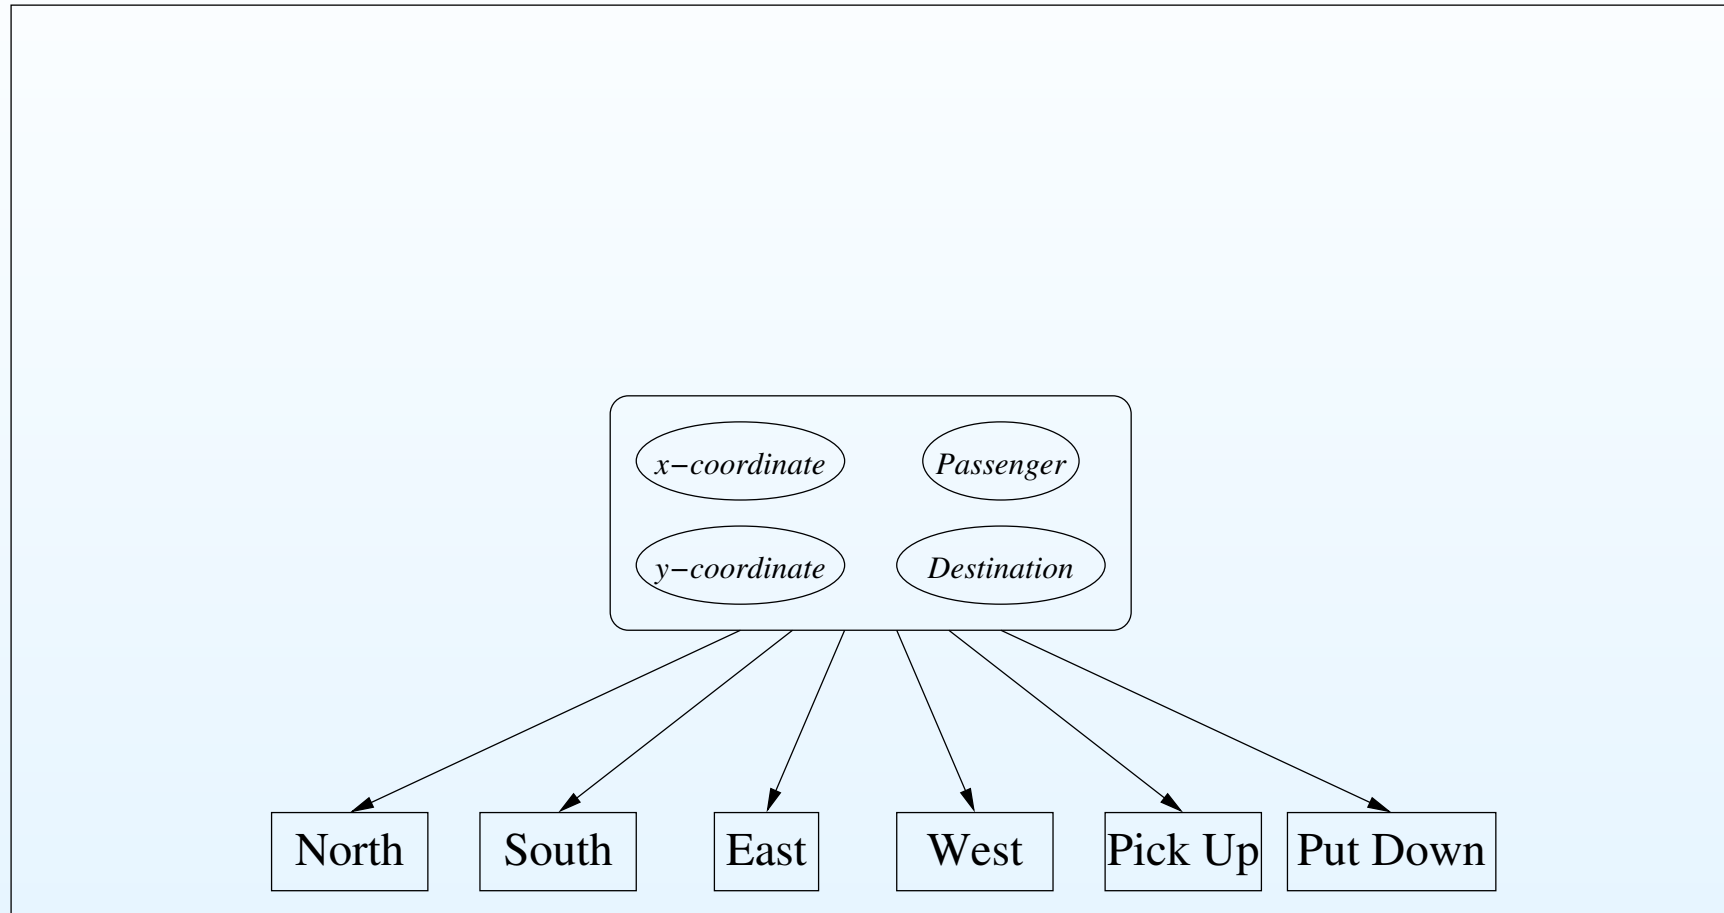 x−coordinate
Passenger
y−coordinate
Destination
North
South
East
West
Pick Up
Put Down